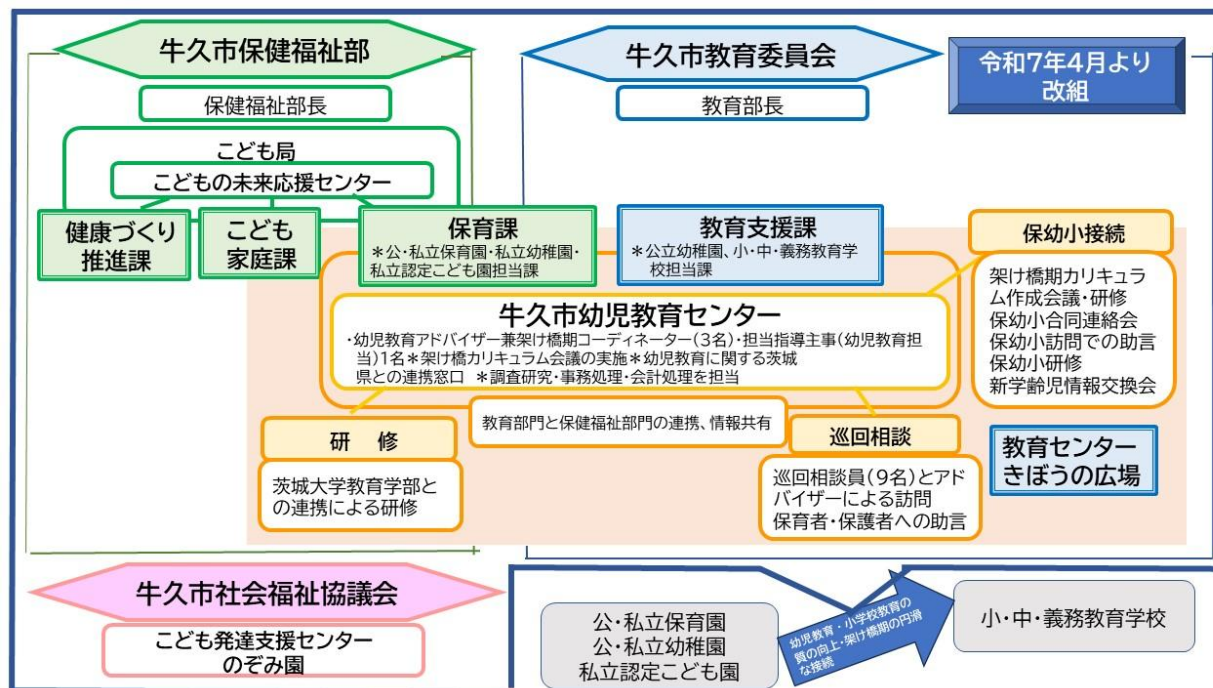 牛久市保健福祉部
保健福祉部長
こども局
こどもの未来応援センター
健康づくり
推進課
こども
家庭課
保育課
＊公・私立保育園・私立幼稚園・
私立認定こども園担当課
牛久市教育委員会
教育部長
令和7年4月より
改組
教育支援課
＊公立幼稚園、小・中・義務教育学
校担当課
保幼小接続
架け橋期カリキュラ
ム作成会議・研修
保幼小合同連絡会
保幼小訪問での助言
保幼小研修
新学齢児情報交換会
牛久市幼児教育センター
・幼児教育アドバイザー兼架け橋期コーディネーター(3名)・担当指導主事(幼児教育担
当)1名＊架け橋カリキュラム会議の実施＊幼児教育に関する茨城
県との連携窓口　＊調査研究・事務処理・会計処理を担当
教育部門と保健福祉部門の連携、情報共有
研　修
茨城大学教育学部と
の連携による研修
巡回相談
巡回相談員(9名)とアド
バイザーによる訪問
保育者・保護者への助言
教育センター
きぼうの広場
牛久市社会福祉協議会
こども発達支援センター
のぞみ園
公・私立保育園
公・私立幼稚園
私立認定こども園
幼児教育・小学校教育の
質の向上・架け橋期の円滑
な接続
小・中・義務教育学校